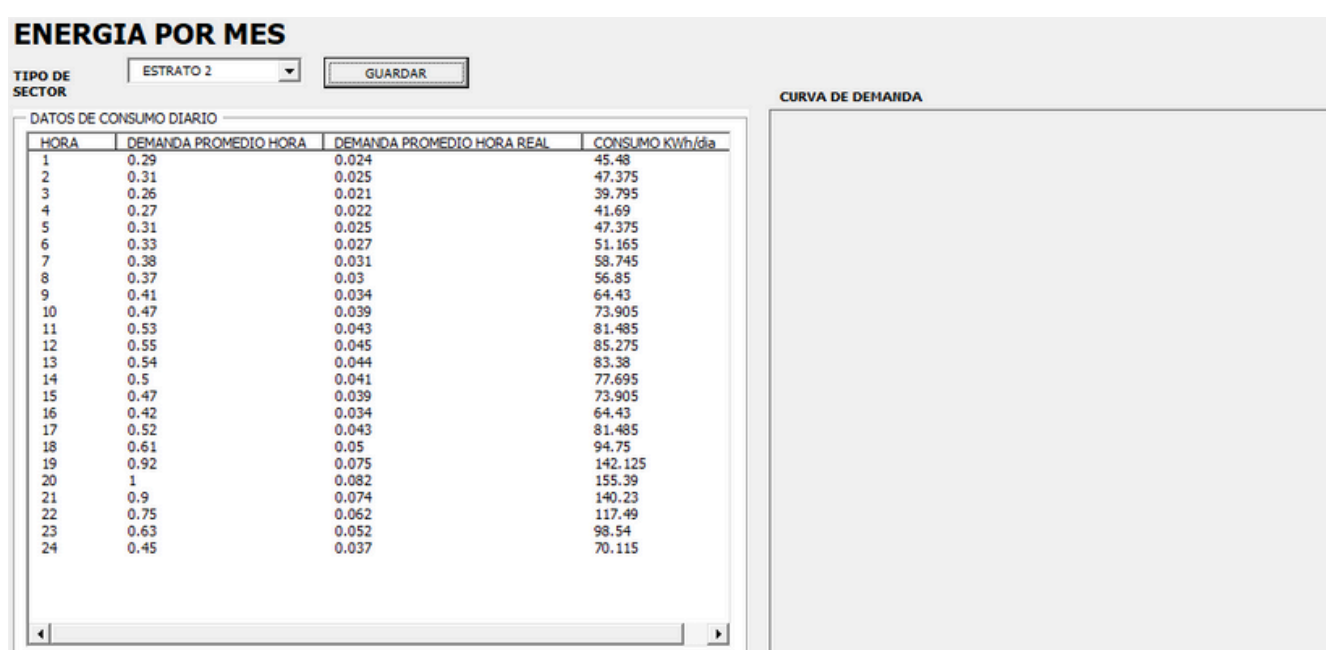 ENERGIA POR MES
TIPO DE SECTOR ESTRATO 2 GUARDAR
CURVA DE DEMANDA
DATOS DE CONSUMO DIARIO
HORA DEMANDA PROMEDIO HORA DEMANDA PROMEDIO HORA REAL CONSUMO KWh/dia
1 0.29 0.024 45.48
2 0.31 0.025 47.375
3 0.26 0.021 39.795
4 0.27 0.022 41.69
5 0.31 0.025 47.375
6 0.33 0.027 51.165
7 0.38 0.031 58.745
8 0.37 0.03 56.85
9 0.41 0.034 64.43
10 0.47 0.039 73.905
11 0.53 0.043 81.485
12 0.55 0.045 85.275
13 0.54 0.044 83.38
14 0.5 0.041 77.695
15 0.47 0.039 73.905
16 0.42 0.034 64.43
17 0.52 0.043 81.485
18 0.61 0.05 94.75
19 0.92 0.075 142.125
20 1 0.082 155.39
21 0.9 0.074 140.23
22 0.75 0.062 117.49
23 0.63 0.052 98.54
24 0.45 0.037 70.115